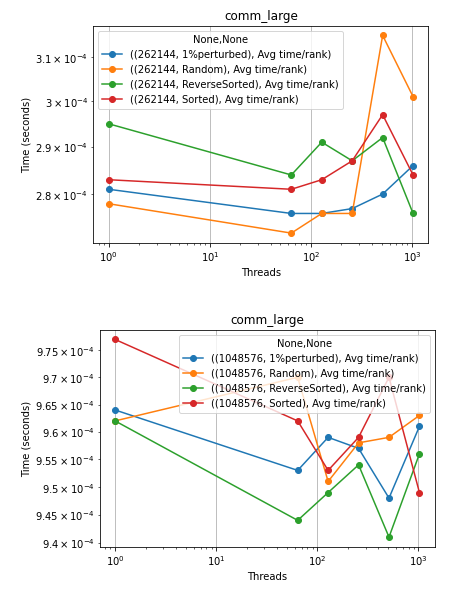 comm_large
None,None
((262144, 1%perturbed), Avg time/rank)
((262144, Random), Avg time/rank)
((262144, ReverseSorted), Avg time/rank)
((262144, Sorted), Avg time/rank)
Time (seconds)
3.1 × 10⁻⁴
3 × 10⁻⁴
2.9 × 10⁻⁴
2.8 × 10⁻⁴
10⁰ 10¹ 10² 10³
Threads
comm_large
None,None
((1048576, 1%perturbed), Avg time/rank)
((1048576, Random), Avg time/rank)
((1048576, ReverseSorted), Avg time/rank)
((1048576, Sorted), Avg time/rank)
Time (seconds)
9.75 × 10⁻⁴
9.7 × 10⁻⁴
9.65 × 10⁻⁴
9.6 × 10⁻⁴
9.55 × 10⁻⁴
9.5 × 10⁻⁴
9.45 × 10⁻⁴
9.4 × 10⁻⁴
10⁰ 10¹ 10² 10³
Threads